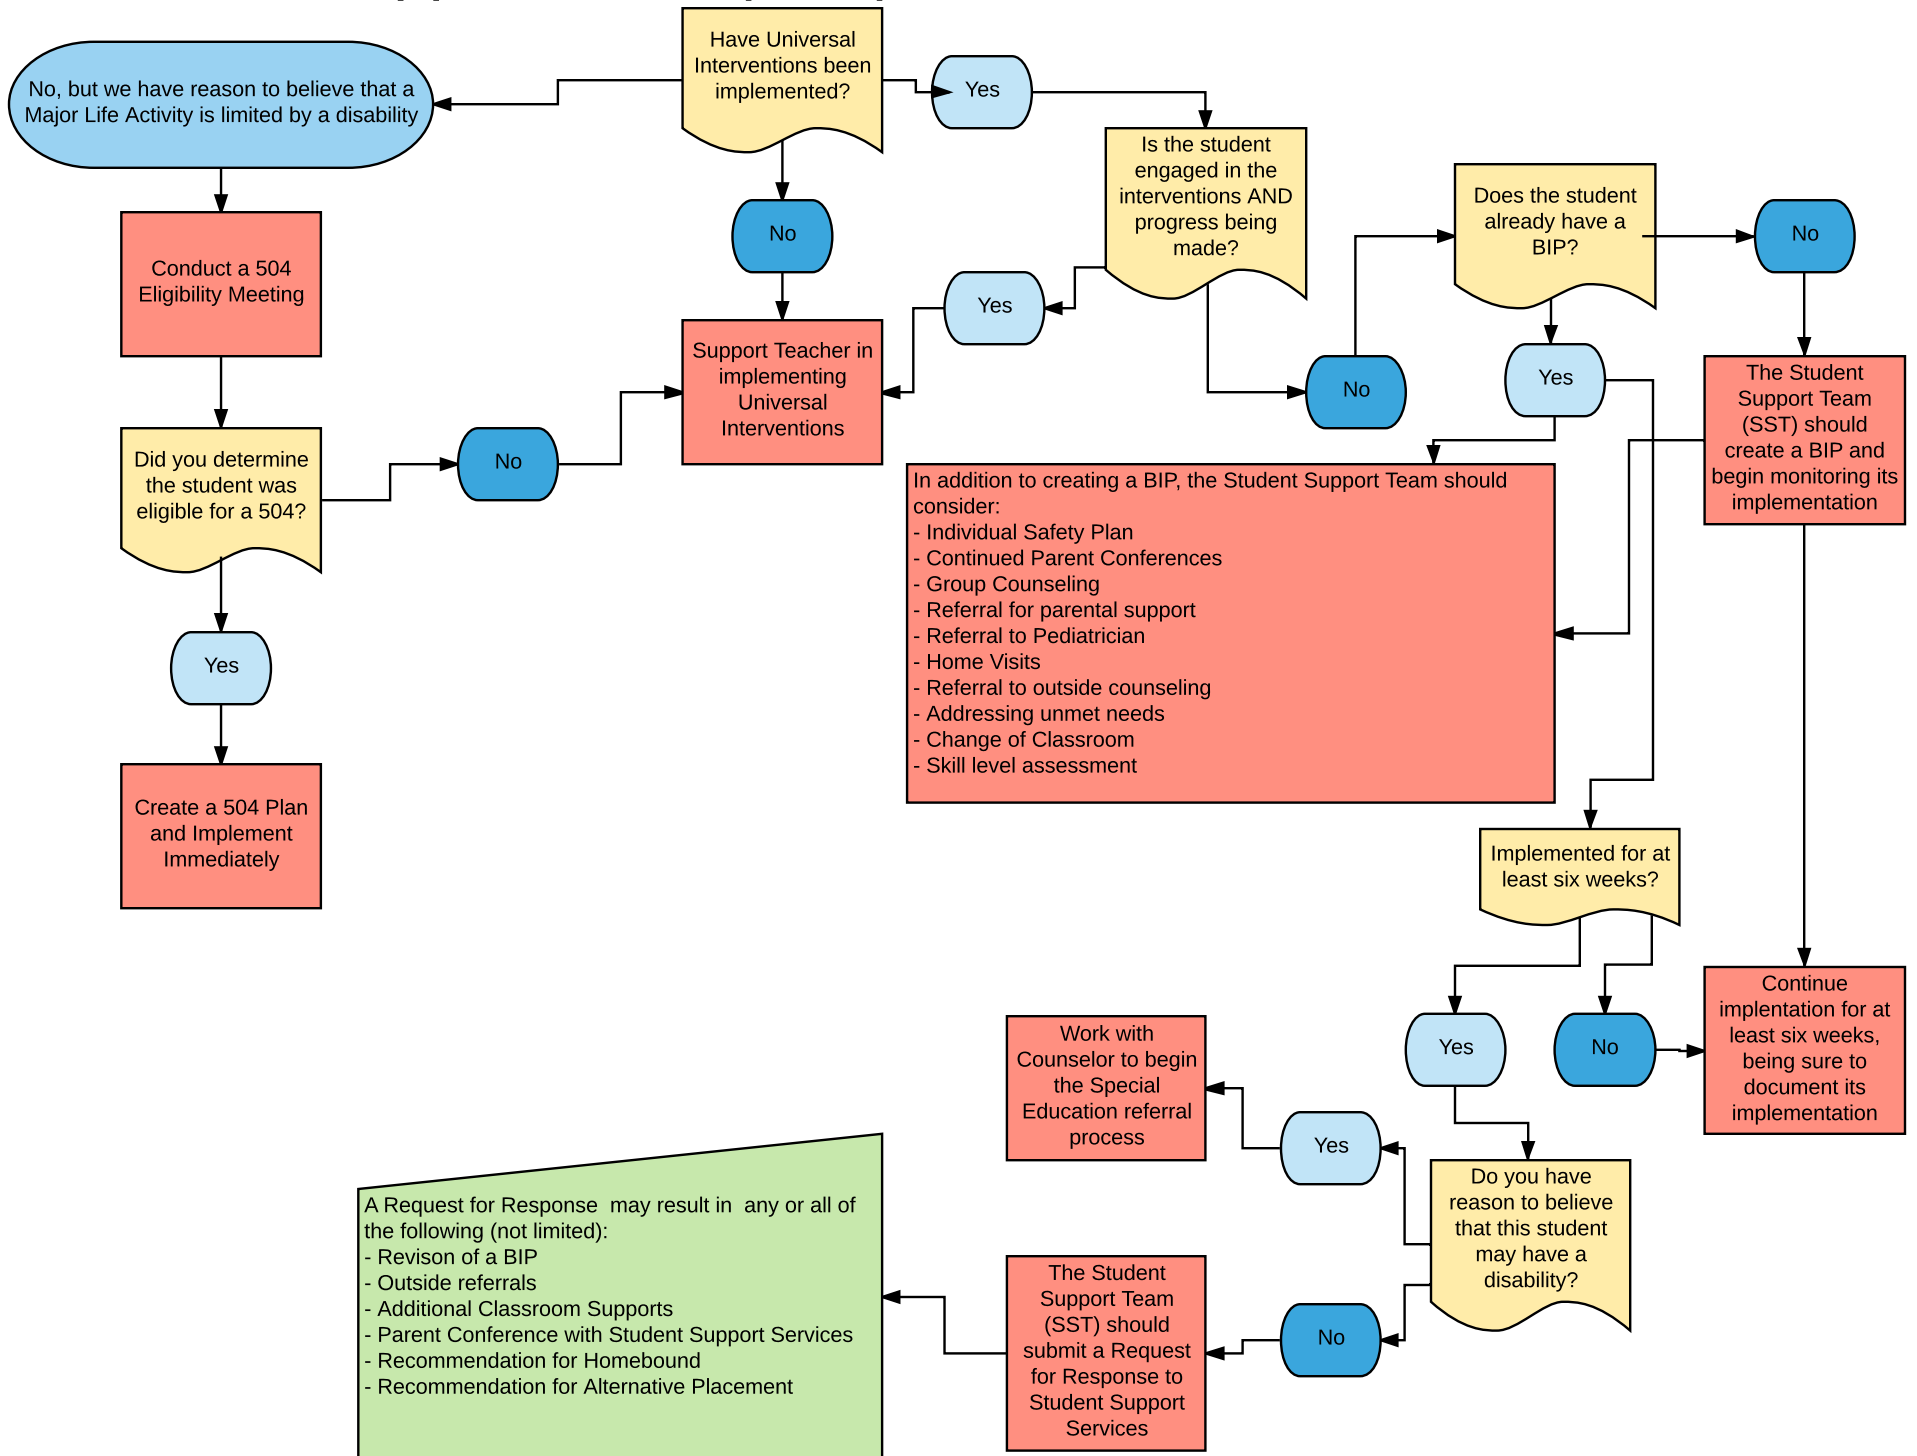 Have Universal
Interventions been
implemented?
No, but we have reason to believe that a
Major Life Activity is limited by a disability
Yes
Is the student
engaged in the
interventions AND
progress being
made?
Does the student
already have a
BIP?
No
No
Conduct a 504
Eligibility Meeting
Yes
Support Teacher in
implementing
Universal
Interventions
No
Yes
The Student
Support Team
(SST) should
create a BIP and
begin monitoring its
implementation
Did you determine
the student was
eligible for a 504?
No
In addition to creating a BIP, the Student Support Team should
consider:
- Individual Safety Plan
- Continued Parent Conferences
- Group Counseling
- Referral for parental support
- Referral to Pediatrician
- Home Visits
- Referral to outside counseling
- Addressing unmet needs
- Change of Classroom
- Skill level assessment
Yes
Create a 504 Plan
and Implement
Immediately
Implemented for at
least six weeks?
Yes
No
Continue
implentation for at
least six weeks,
being sure to
document its
implementation
Work with
Counselor to begin
the Special
Education referral
process
Yes
Do you have
reason to believe
that this student
may have a
disability?
A Request for Response  may result in  any or all of
the following (not limited):
- Revison of a BIP
- Outside referrals
- Additional Classroom Supports
- Parent Conference with Student Support Services
- Recommendation for Homebound
- Recommendation for Alternative Placement
The Student
Support Team
(SST) should
submit a Request
for Response to
Student Support
Services
No